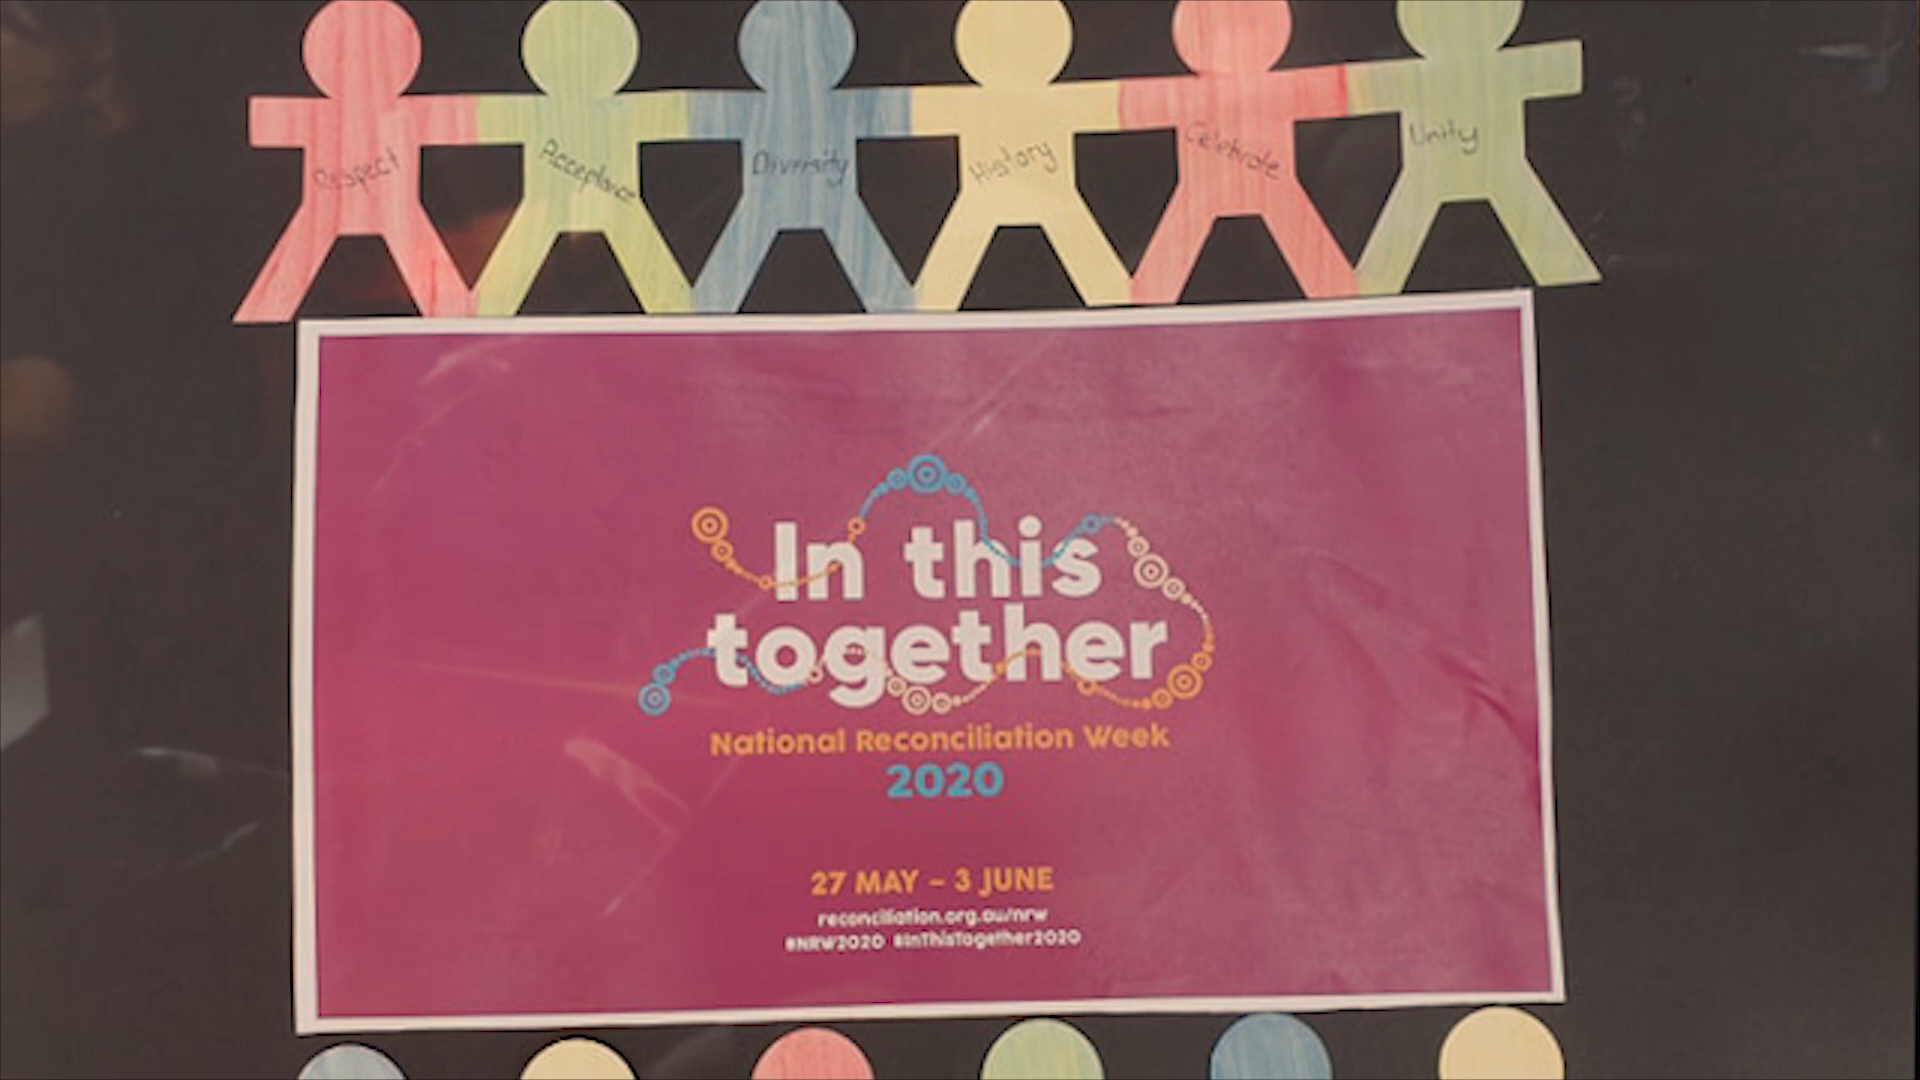 Respect Acceptance Diversity History Celebrate Unity
In this
together
National Reconciliation Week
2020
27 MAY – 3 JUNE
reconciliation.org.au/nrw
#NRW2020 #InThisTogether2020